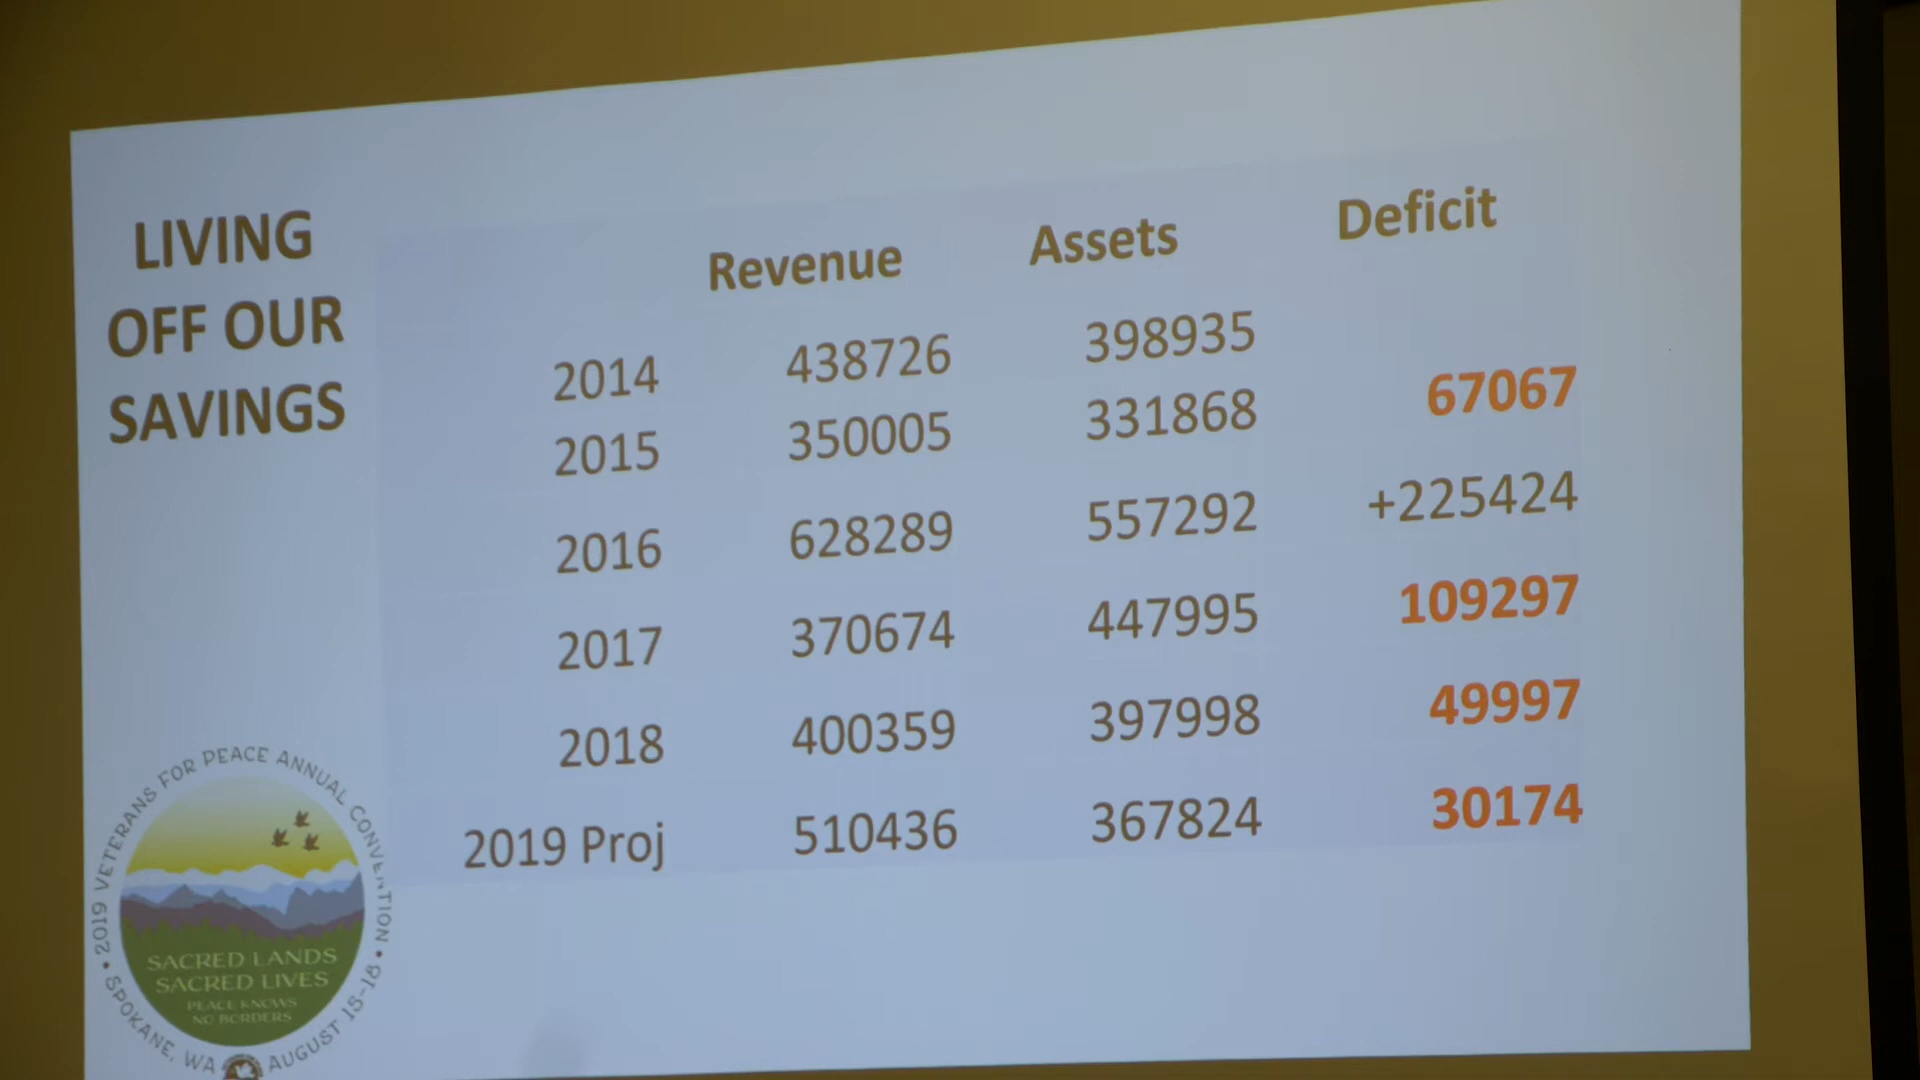 LIVING
OFF OUR
SAVINGS
Revenue Assets Deficit
2014 438726 398935
2015 350005 331868 67067
2016 628289 557292 +225424
2017 370674 447995 109297
2018 400359 397998 49997
2019 Proj 510436 367824 30174
• 2019 VETERANS FOR PEACE ANNUAL CONVENTION •
SACRED LANDS
SACRED LIVES
PEACE KNOWS
NO BORDERS
SPOKANE, WA AUGUST 15-18